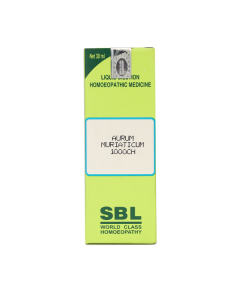 Net 30 ml
LIQUID DILUTION
HOMOEOPATHIC MEDICINE
AURUM
MURIATICUM
1000CH
SBL
WORLD CLASS
HOMOEOPATHY